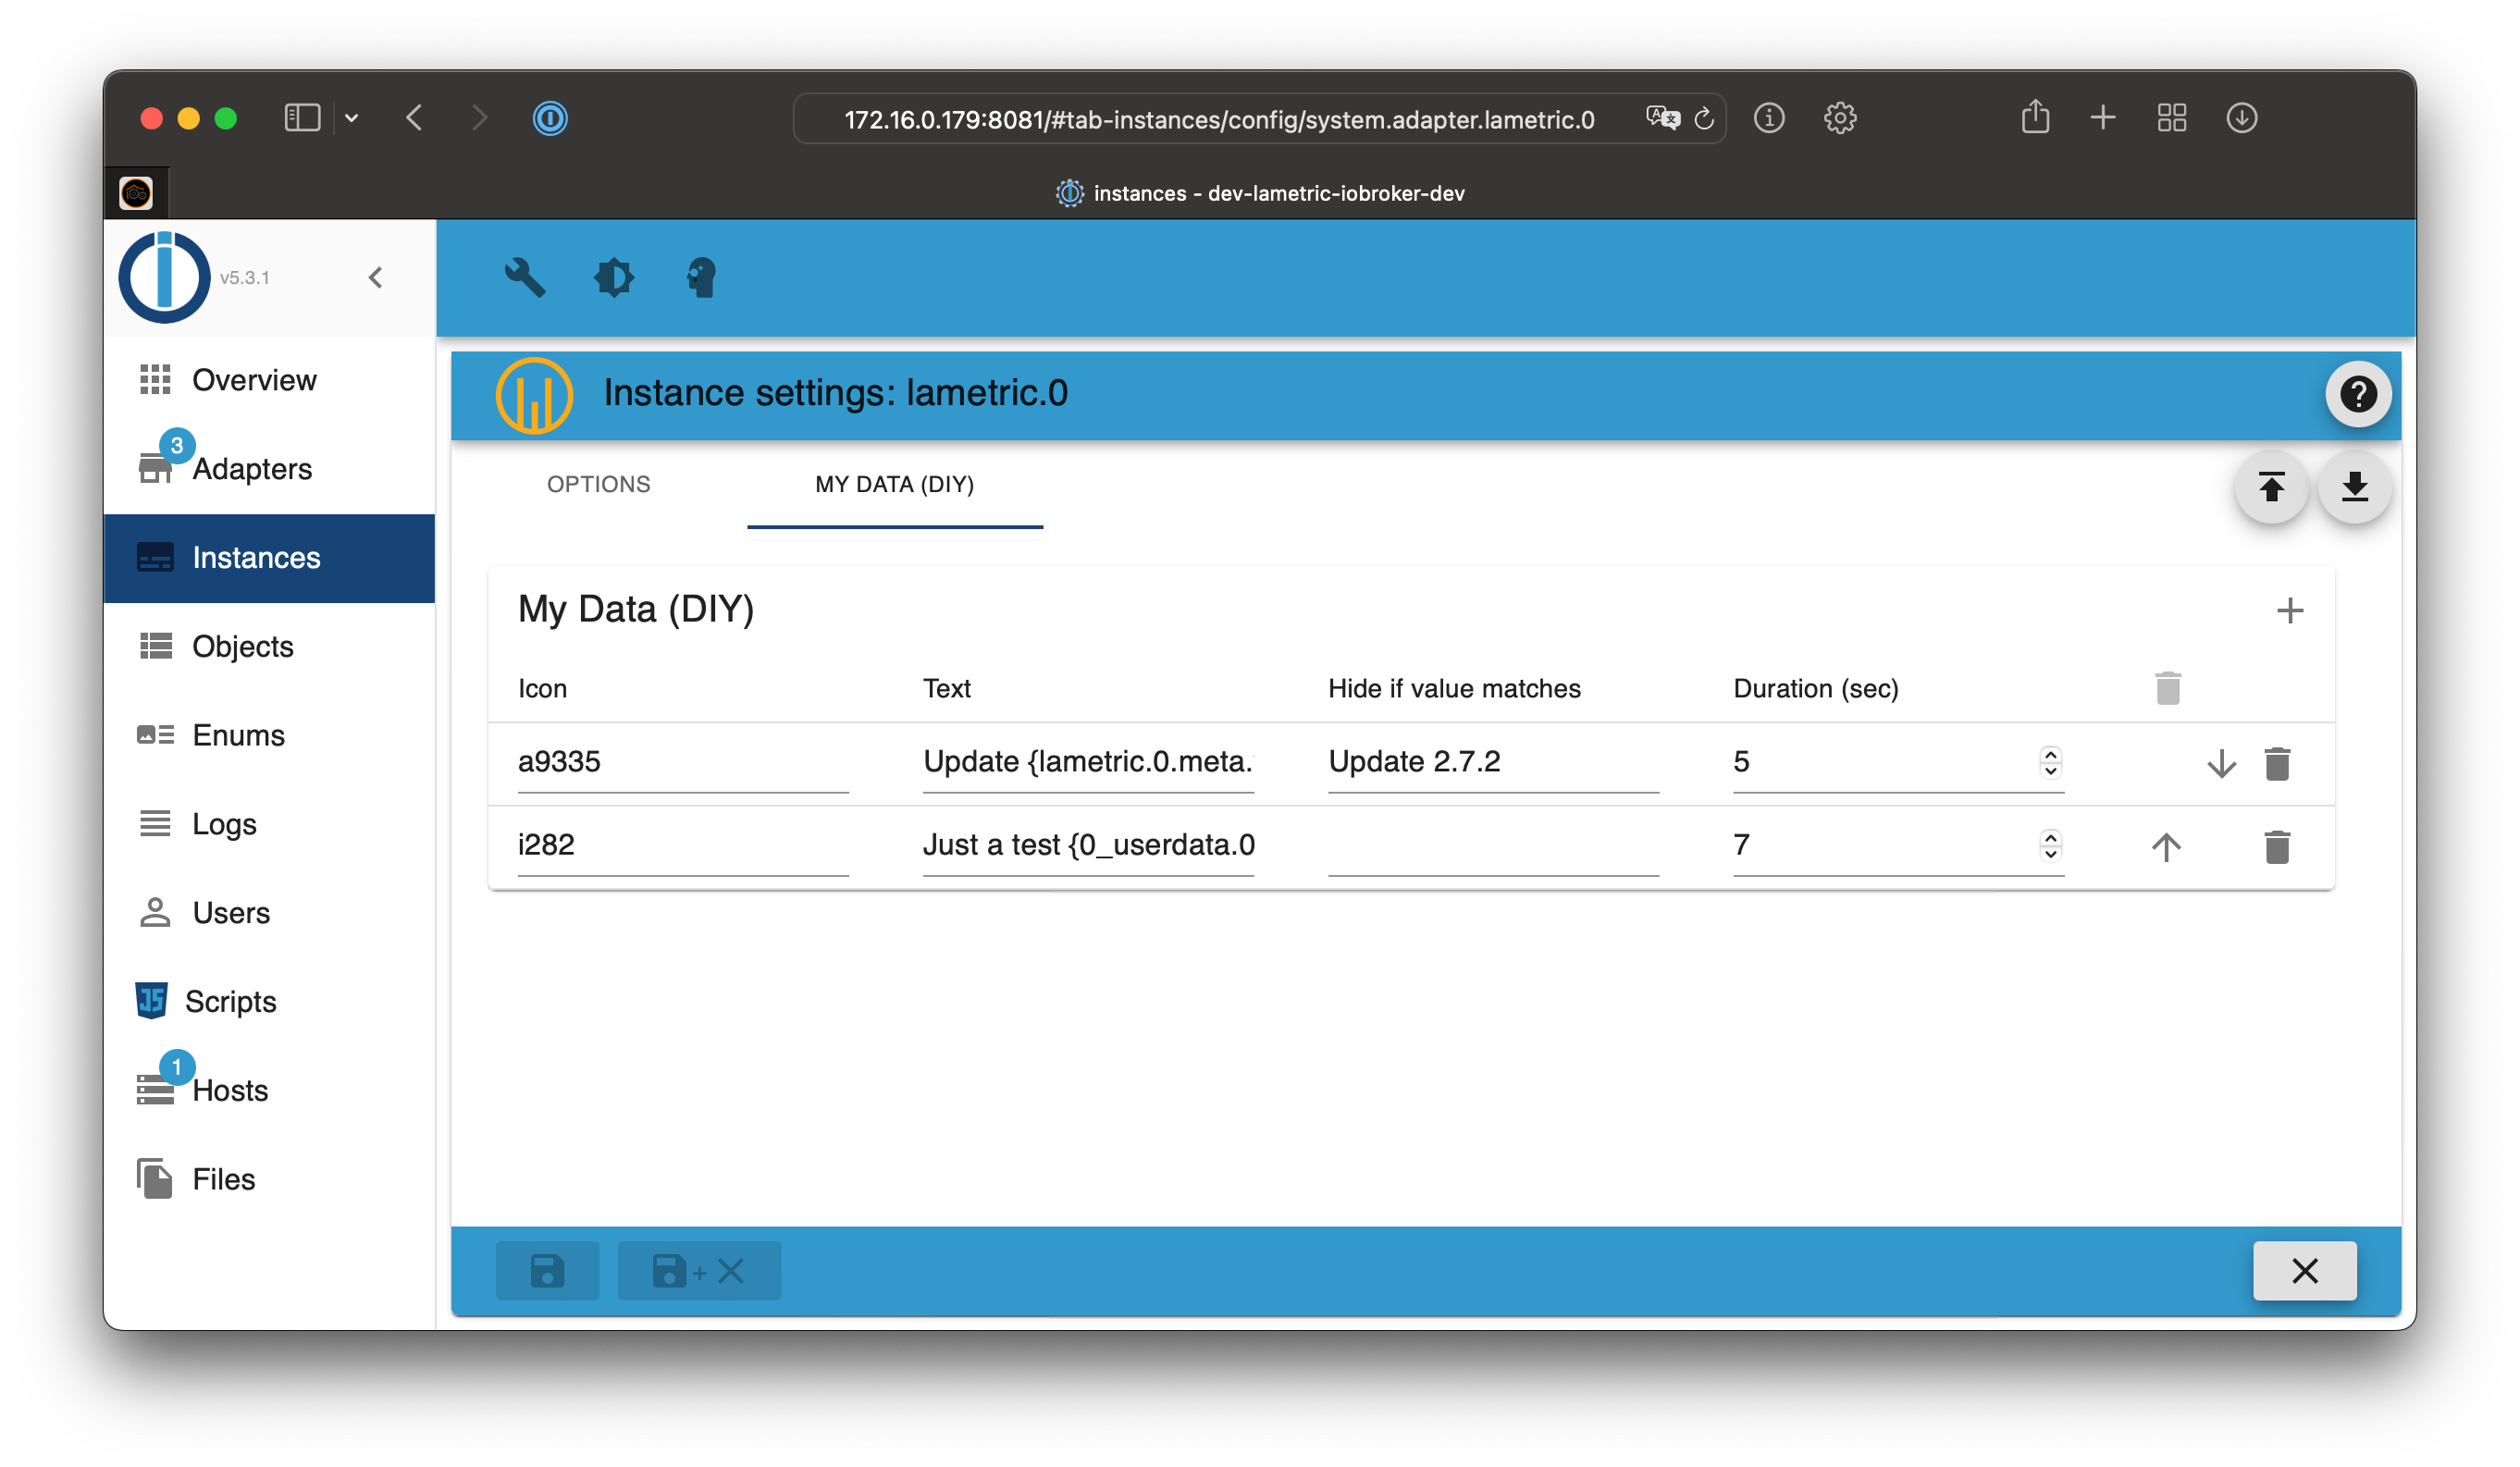 172.16.0.179:8081/#tab-instances/config/system.adapter.lametric.0
instances - dev-lametric-iobroker-dev
v5.3.1
Overview
3
Adapters
Instances
Objects
Enums
Logs
Users
JS Scripts
1
Hosts
Files
Instance settings: lametric.0
OPTIONS MY DATA (DIY)
My Data (DIY)
Icon Text Hide if value matches Duration (sec)
a9335 Update {lametric.0.meta. Update 2.7.2 5
i282 Just a test {0_userdata.0 7